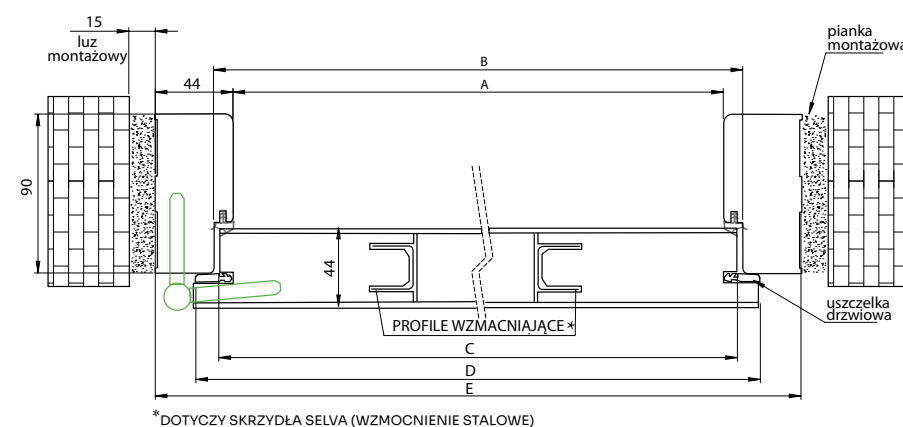 15
luz
montażowy
44
B
A
pianka
montażowa
90
44
PROFILE WZMACNIAJĄCE *
uszczelka
drzwiowa
C
D
E
*DOTYCZY SKRZYDŁA SELVA (WZMOCNIENIE STALOWE)